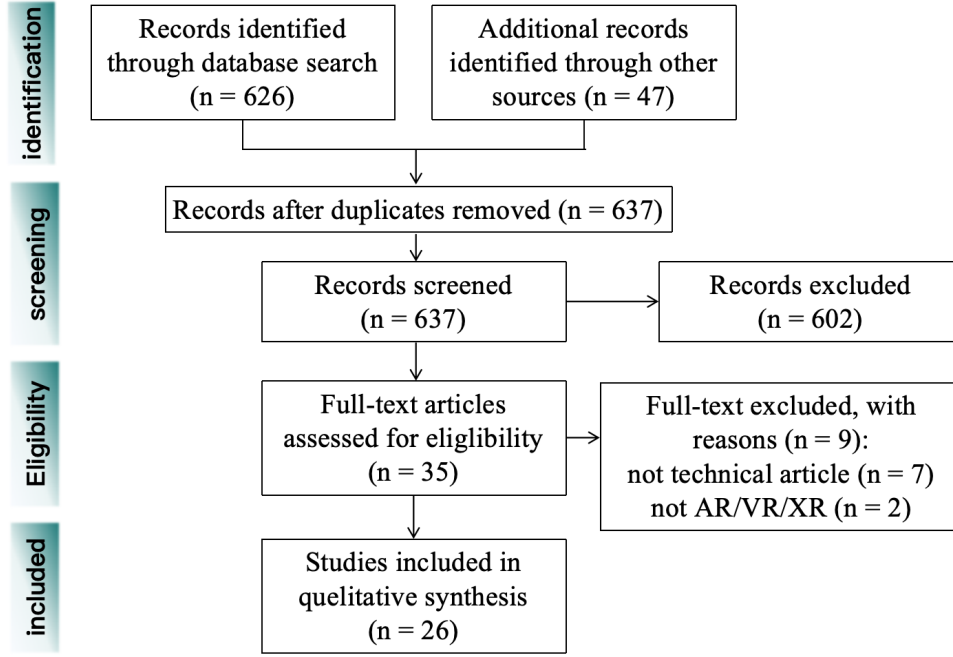 identification
Records identified
through database search
(n = 626)
Additional records
identified through other
sources (n = 47)
screening
Records after duplicates removed (n = 637)
Records screened
(n = 637)
Records excluded
(n = 602)
Eligibility
Full-text articles
assessed for eliglibility
(n = 35)
Full-text excluded, with
reasons (n = 9):
not technical article (n = 7)
not AR/VR/XR (n = 2)
included
Studies included in
quelitative synthesis
(n = 26)